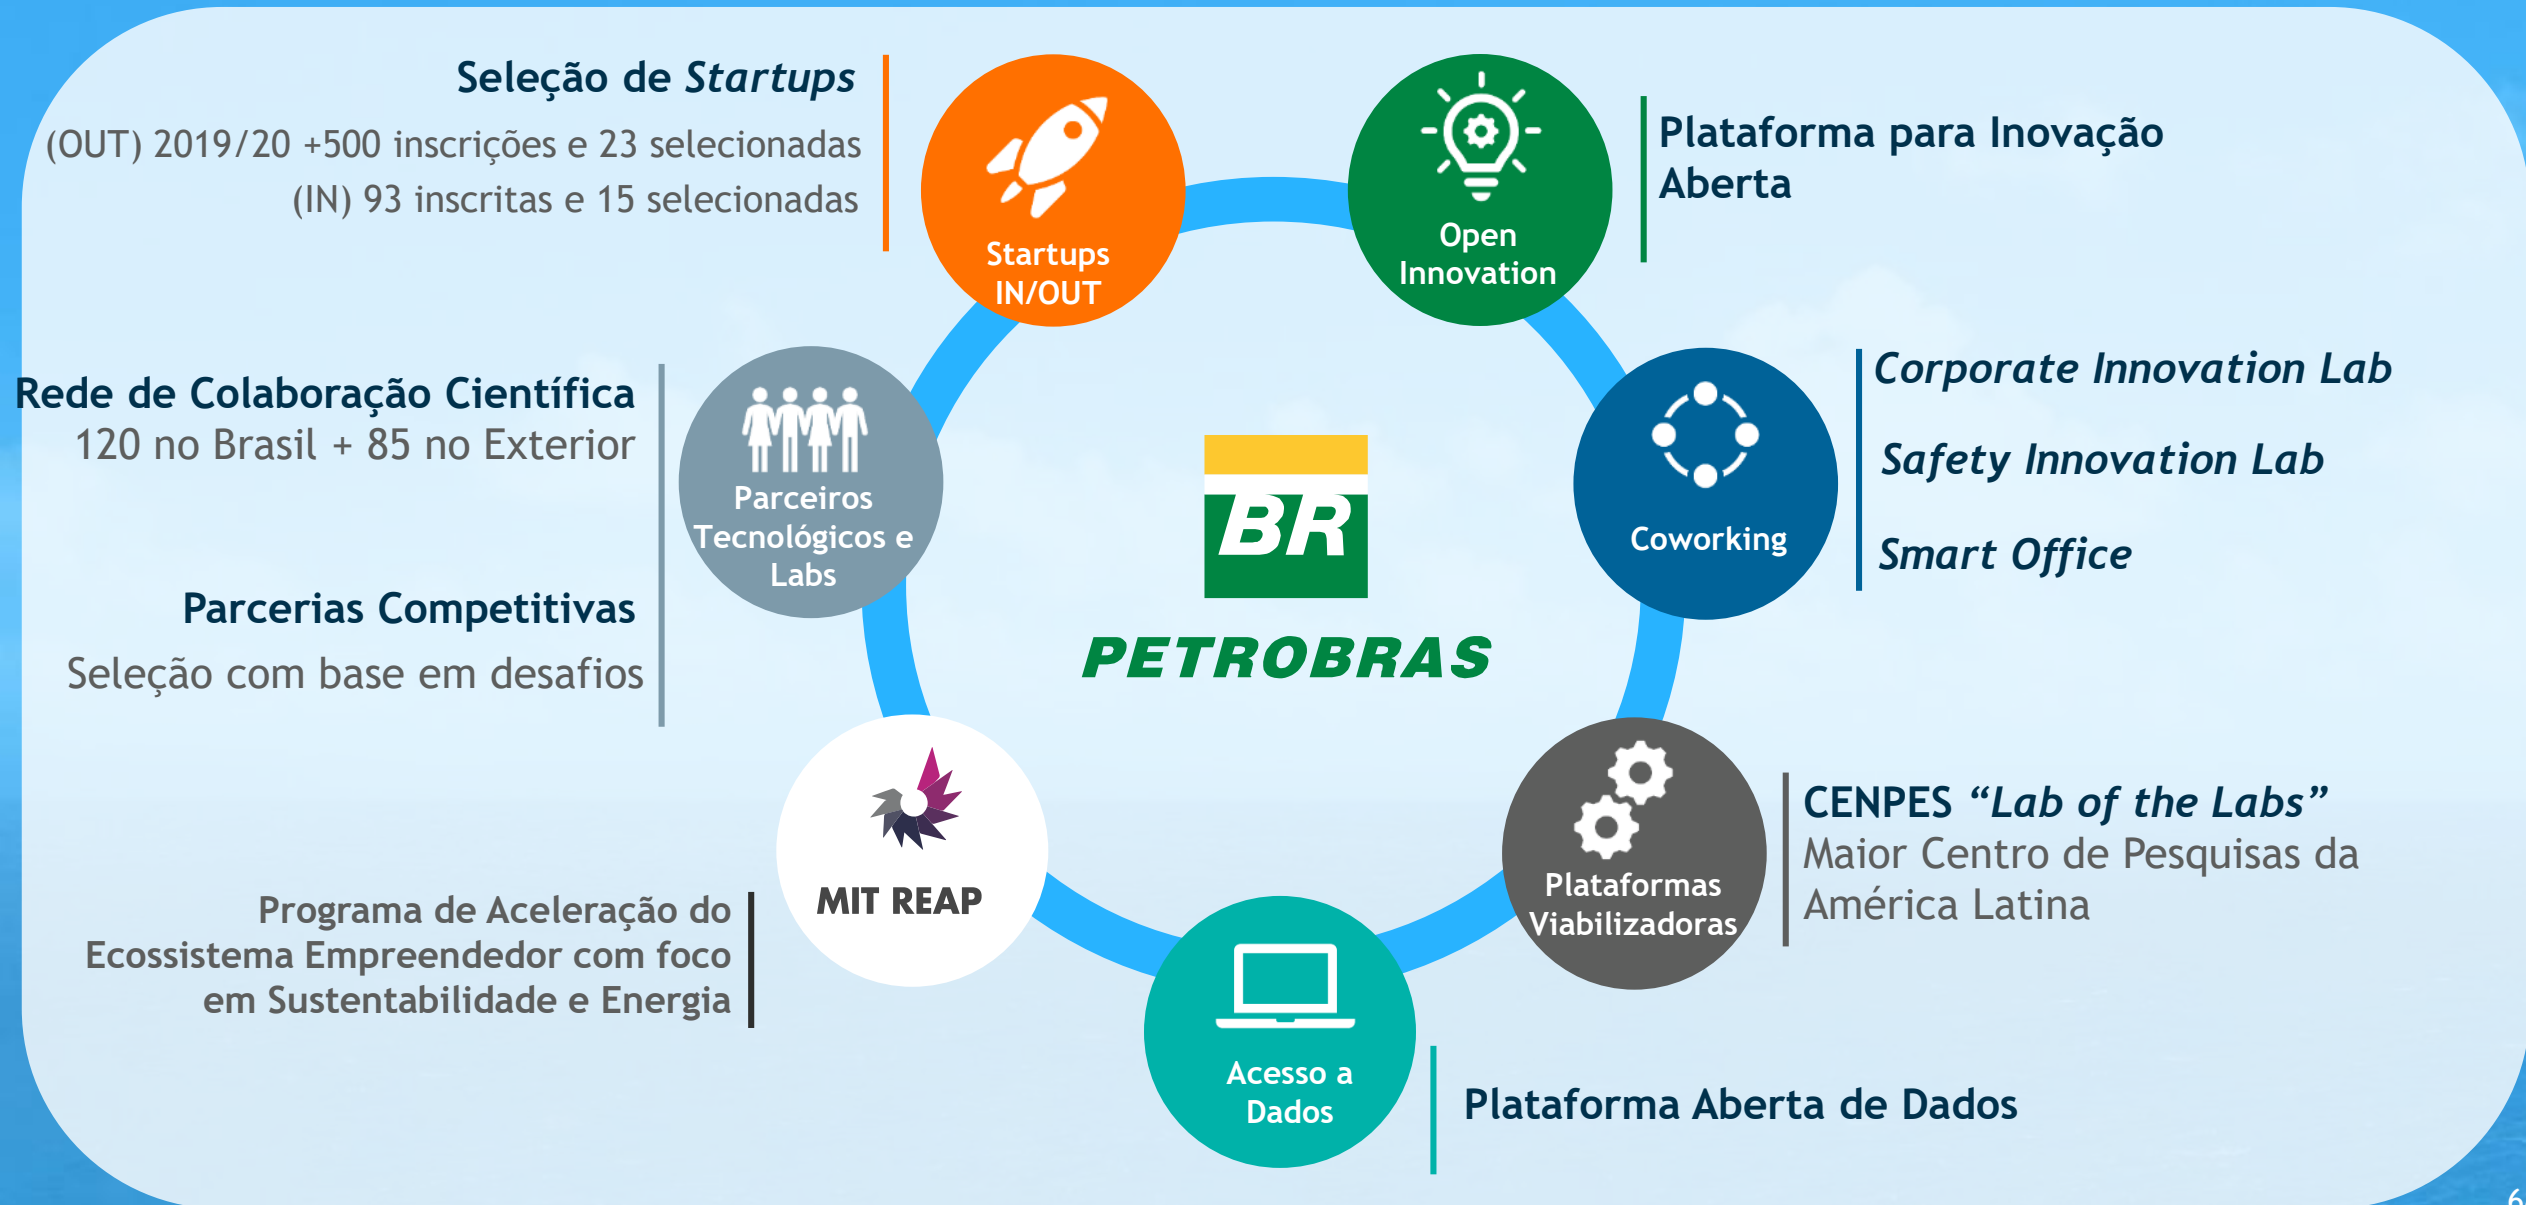 Seleção de Startups
(OUT) 2019/20 +500 inscrições e 23 selecionadas
(IN) 93 inscritas e 15 selecionadas
Startups
IN/OUT
Open
Innovation
Plataforma para Inovação
Aberta
Rede de Colaboração Científica
120 no Brasil + 85 no Exterior
Parcerias Competitivas
Seleção com base em desafios
Parceiros
Tecnológicos e
Labs
BR
PETROBRAS
Coworking
Corporate Innovation Lab
Safety Innovation Lab
Smart Office
MIT REAP
Programa de Aceleração do
Ecossistema Empreendedor com foco
em Sustentabilidade e Energia
Plataformas
Viabilizadoras
CENPES “Lab of the Labs”
Maior Centro de Pesquisas da
América Latina
Acesso a
Dados
Plataforma Aberta de Dados
6